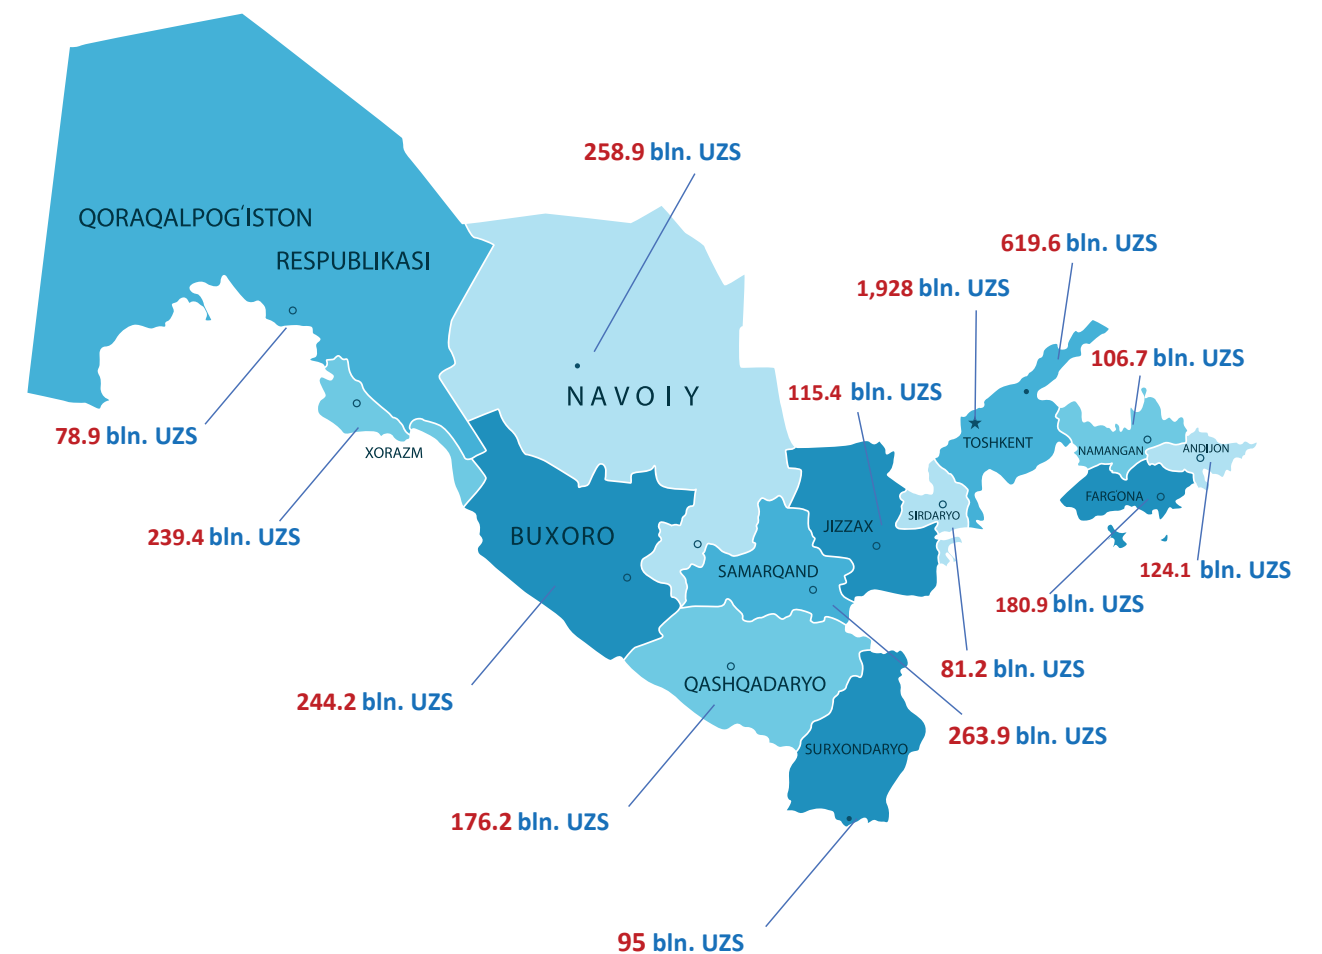 258.9 bln. UZS
QORAQALPOGʻISTON
RESPUBLIKASI
619.6 bln. UZS
1,928 bln. UZS
106.7 bln. UZS
115.4 bln. UZS
NAVOIY
78.9 bln. UZS
XORAZM
TOSHKENT
NAMANGAN
ANDIJON
FARGʻONA
239.4 bln. UZS
BUXORO
JIZZAX
SIRDARYO
SAMARQAND
124.1 bln. UZS
180.9 bln. UZS
81.2 bln. UZS
QASHQADARYO
244.2 bln. UZS
263.9 bln. UZS
SURXONDARYO
176.2 bln. UZS
95 bln. UZS